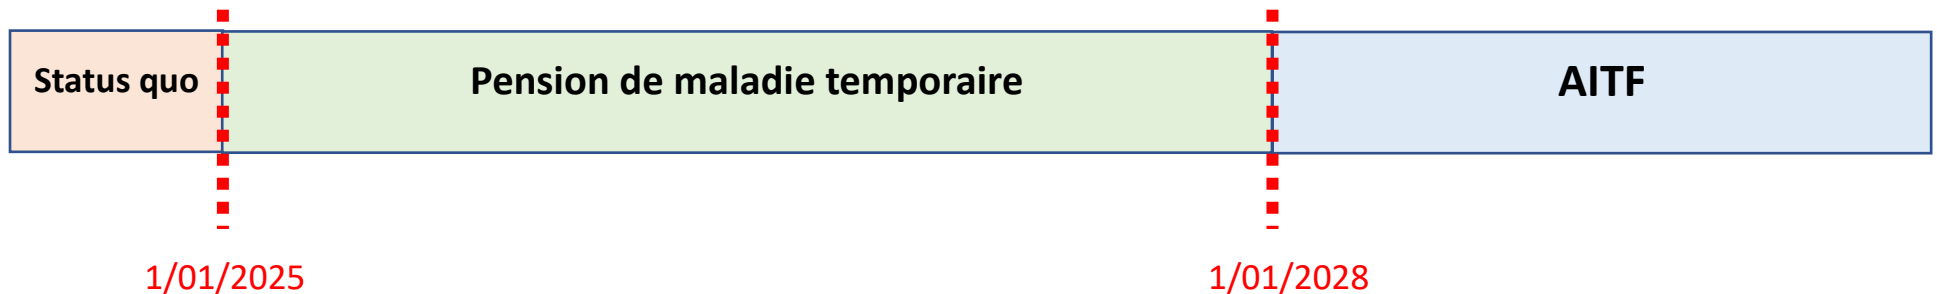 Status quo
Pension de maladie temporaire
AITF
1/01/2025
1/01/2028